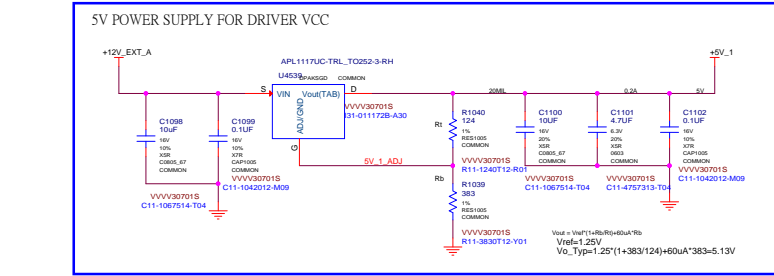 5V POWER SUPPLY FOR DRIVER VCC
+12V_EXT_A
+5V_1
APL1117UC-TRL_TO252-3-RH
U4539 DPAKSGD COMMON
S
D
VIN Vout(TAB)
ADJ/GND
G
VVVV30701S
I31-011172B-A30
20MIL
0.2A
5V
C1098
10uF
16V
10%
X5R
C0805_67
COMMON
VVVV30701S
C11-1067514-T04
C1099
0.1UF
16V
10%
X7R
CAP1005
COMMON
VVVV30701S
C11-1042012-M09
5V_1_ADJ
Rt
R1040
124
1%
RES1005
COMMON
VVVV30701S
R11-1240T12-R01
Rb
R1039
383
1%
RES1005
COMMON
VVVV30701S
R11-3830T12-Y01
C1100
10UF
16V
20%
X5R
C0805_67
COMMON
VVVV30701S
C11-1067514-T04
C1101
4.7UF
6.3V
20%
X5R
0603
COMMON
VVVV30701S
C11-4757313-T04
C1102
0.1UF
16V
10%
X7R
CAP1005
COMMON
VVVV30701S
C11-1042012-M09
Vout = Vref*(1+Rb/Rt)+60uA*Rb
Vref=1.25V
Vo_Typ=1.25*(1+383/124)+60uA*383=5.13V